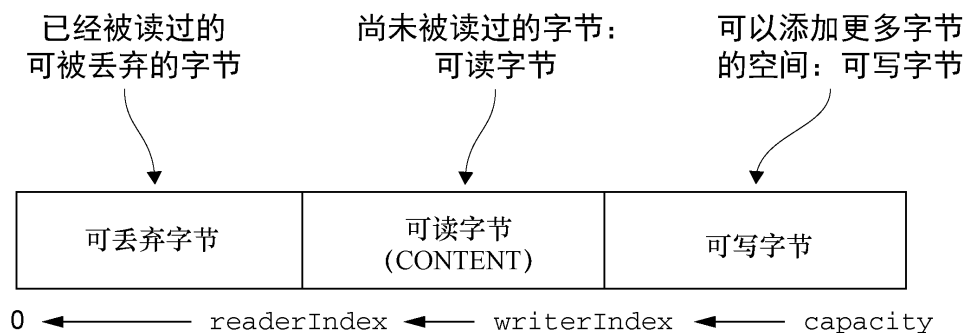 已经被读过的
可被丢弃的字节
尚未被读过的字节:
可读字节
可以添加更多字节
的空间: 可写字节
可丢弃字节
可读字节
(CONTENT)
可写字节
0 readerIndex writerIndex capacity